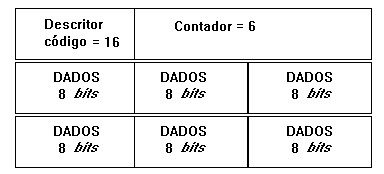 Descritor
código = 16
Contador = 6
DADOS
8 bits
DADOS
8 bits
DADOS
8 bits
DADOS
8 bits
DADOS
8 bits
DADOS
8 bits